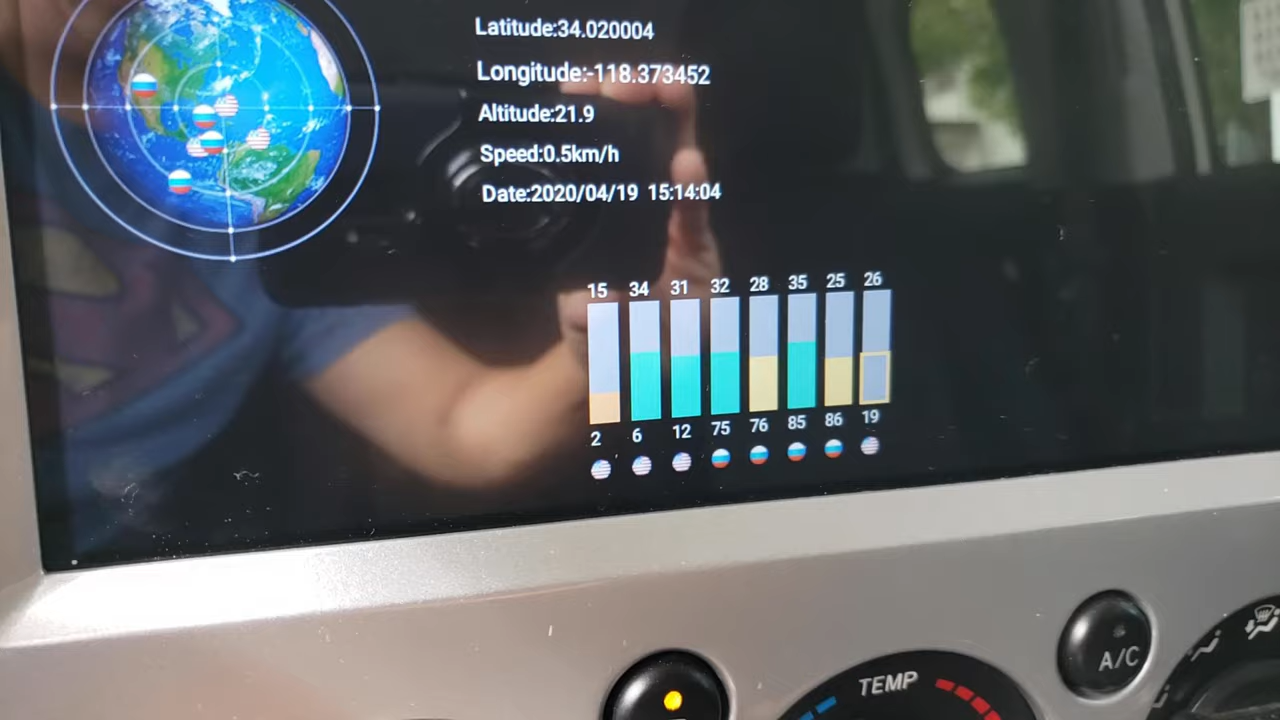 Latitude:34.020004
Longitude:-118.373452
Altitude:21.9
Speed:0.5km/h
Date:2020/04/19 15:14:04
15 34 31 32 28 35 25 26
2 6 12 75 76 85 86 19
A/C
TEMP